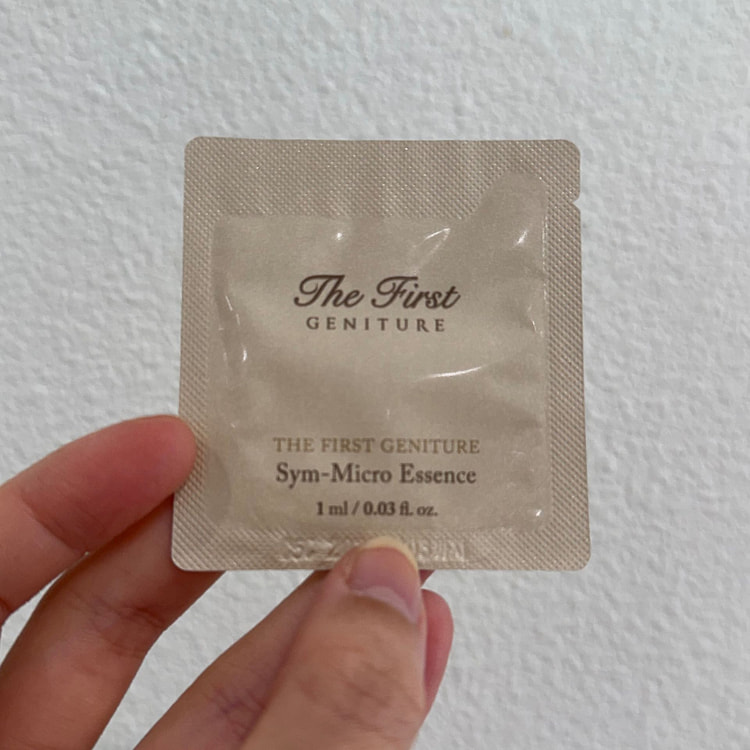 The First
GENITURE
THE FIRST GENITURE
Sym-Micro Essence
1 ml / 0.03 fl. oz.